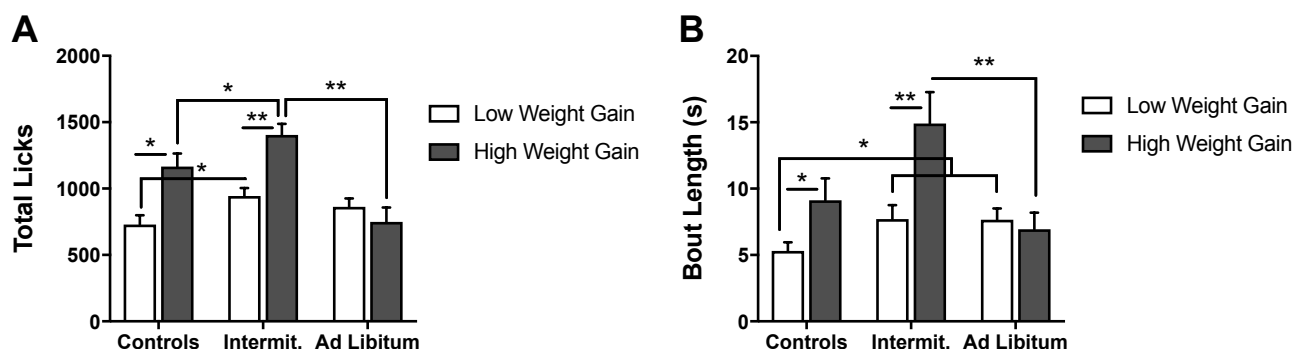 A
Total Licks
2000
1500
1000
500
0
*
*
*
**
**
Controls
Intermit.
Ad Libitum
Low Weight Gain
High Weight Gain
B
Bout Length (s)
20
15
10
5
0
*
*
**
**
Controls
Intermit.
Ad Libitum
Low Weight Gain
High Weight Gain